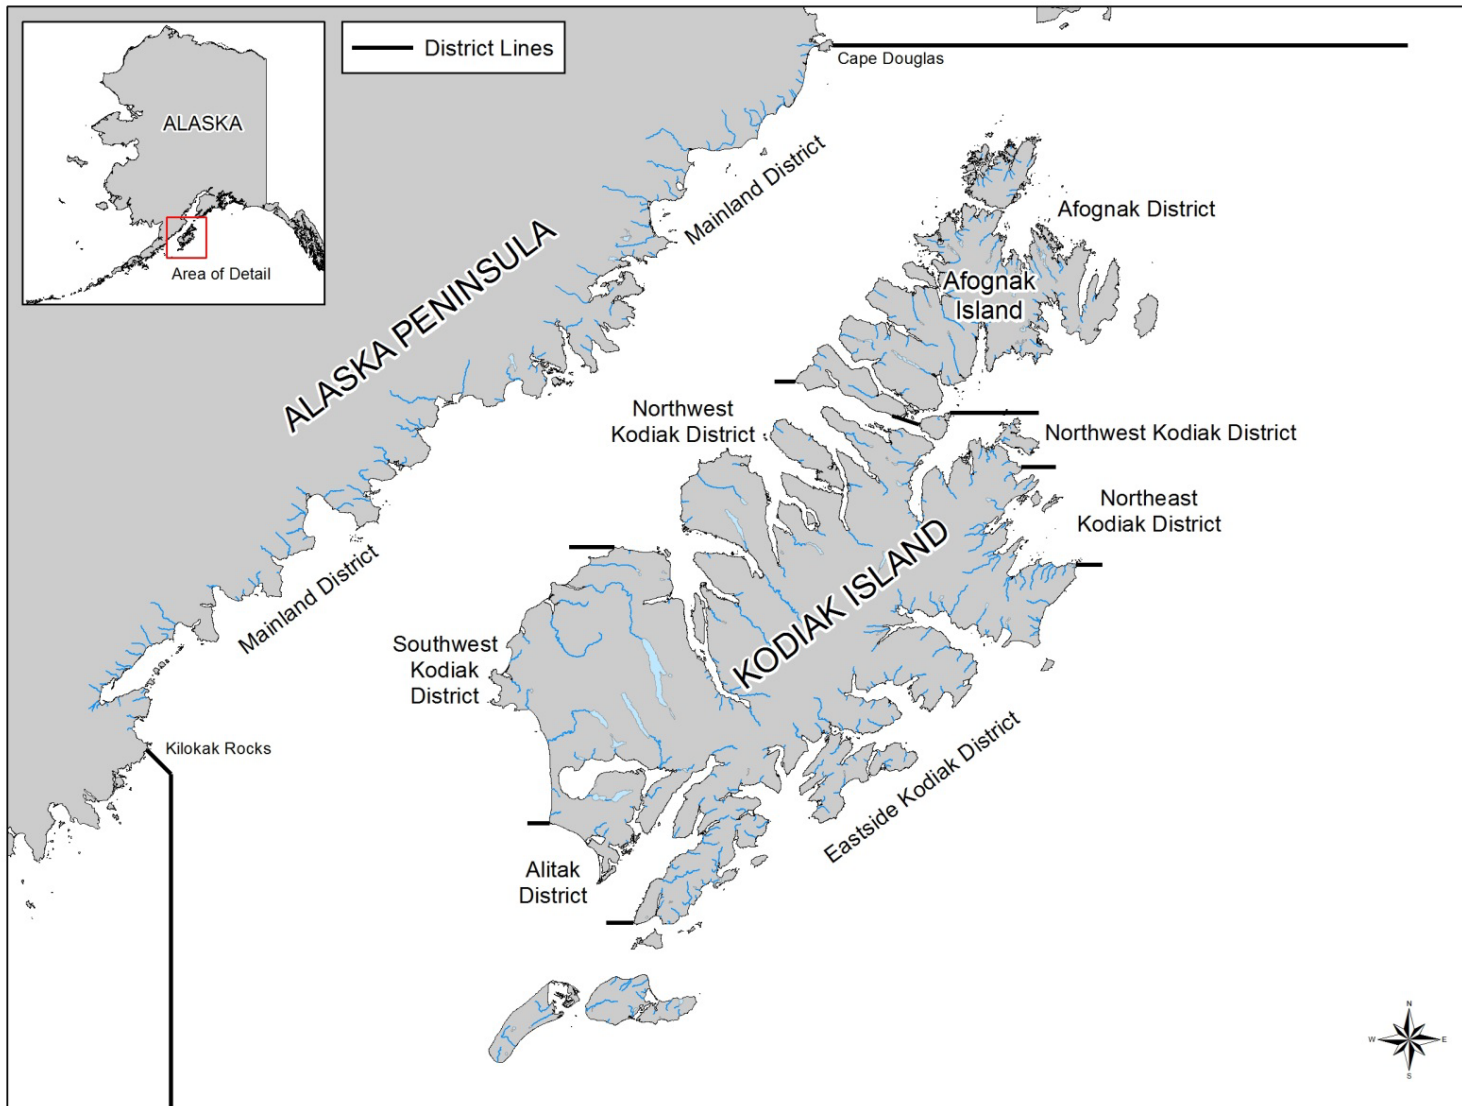 ALASKA
Area of Detail
District Lines
Cape Douglas
Mainland District
Afognak District
ALASKA PENINSULA
Afognak
Island
Northwest
Kodiak District
Northwest Kodiak District
Northeast
Kodiak District
KODIAK ISLAND
Mainland District
Southwest
Kodiak
District
Kilokak Rocks
Eastside Kodiak District
Alitak
District
N
W
E
S